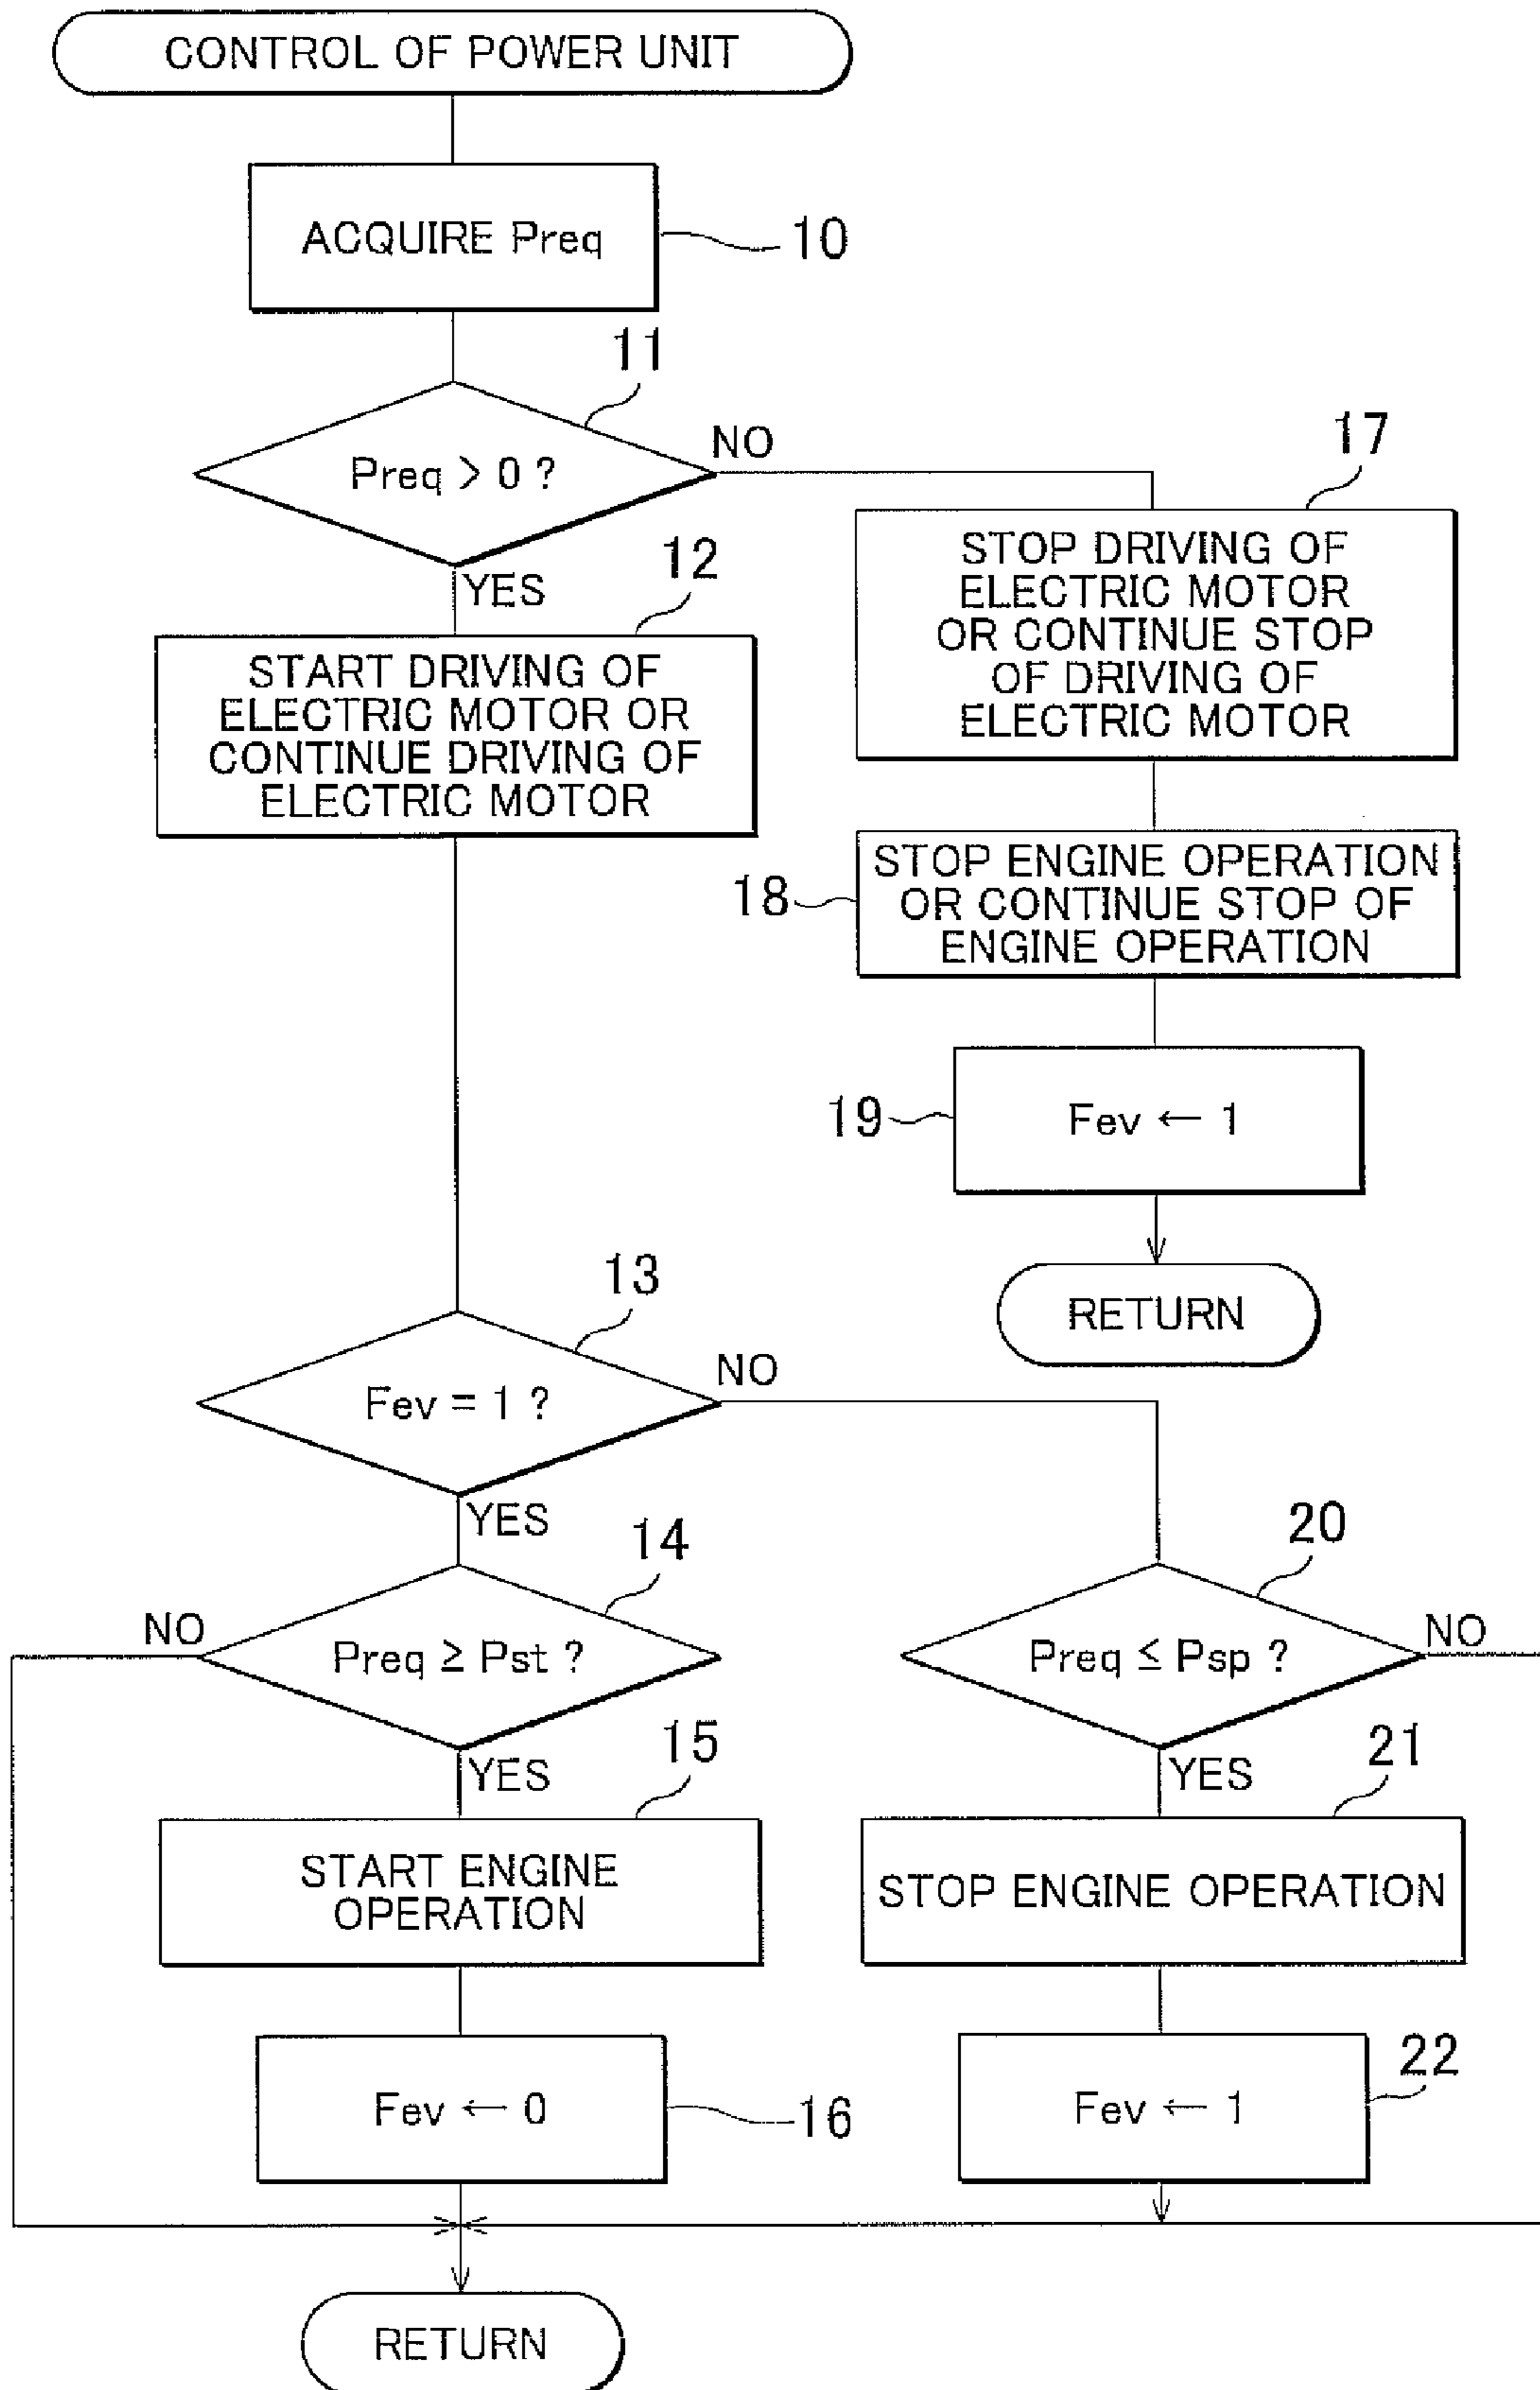 CONTROL OF POWER UNIT
ACQUIRE Preq
10
11
Preq > 0 ?
NO
YES
12
START DRIVING OF
ELECTRIC MOTOR OR
CONTINUE DRIVING OF
ELECTRIC MOTOR
17
STOP DRIVING OF
ELECTRIC MOTOR
OR CONTINUE STOP
OF DRIVING OF
ELECTRIC MOTOR
18
STOP ENGINE OPERATION
OR CONTINUE STOP OF
ENGINE OPERATION
19
Fev ← 1
RETURN
13
Fev = 1 ?
NO
YES
14
NO
Preq ≥ Pst ?
YES
15
START ENGINE
OPERATION
Fev ← 0
16
20
Preq ≤ Psp ?
NO
YES
21
STOP ENGINE OPERATION
22
Fev ← 1
RETURN